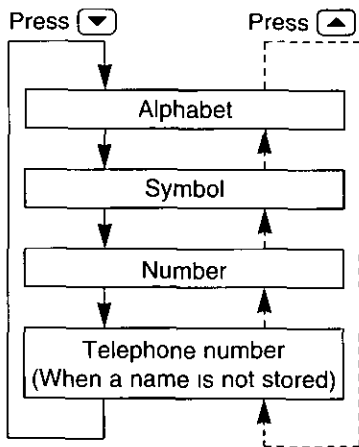 Press ▼
Press ▲
Alphabet
Symbol
Number
Telephone number
(When a name is not stored)